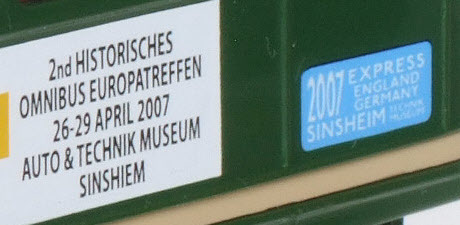 2nd HISTORISCHES
OMNIBUS EUROPATREFFEN
26-29 APRIL 2007
AUTO & TECHNIK MUSEUM
SINSHIEM
2007 EXPRESS
ENGLAND
GERMANY
SINSHEIM TECHNIK
MUSEUM